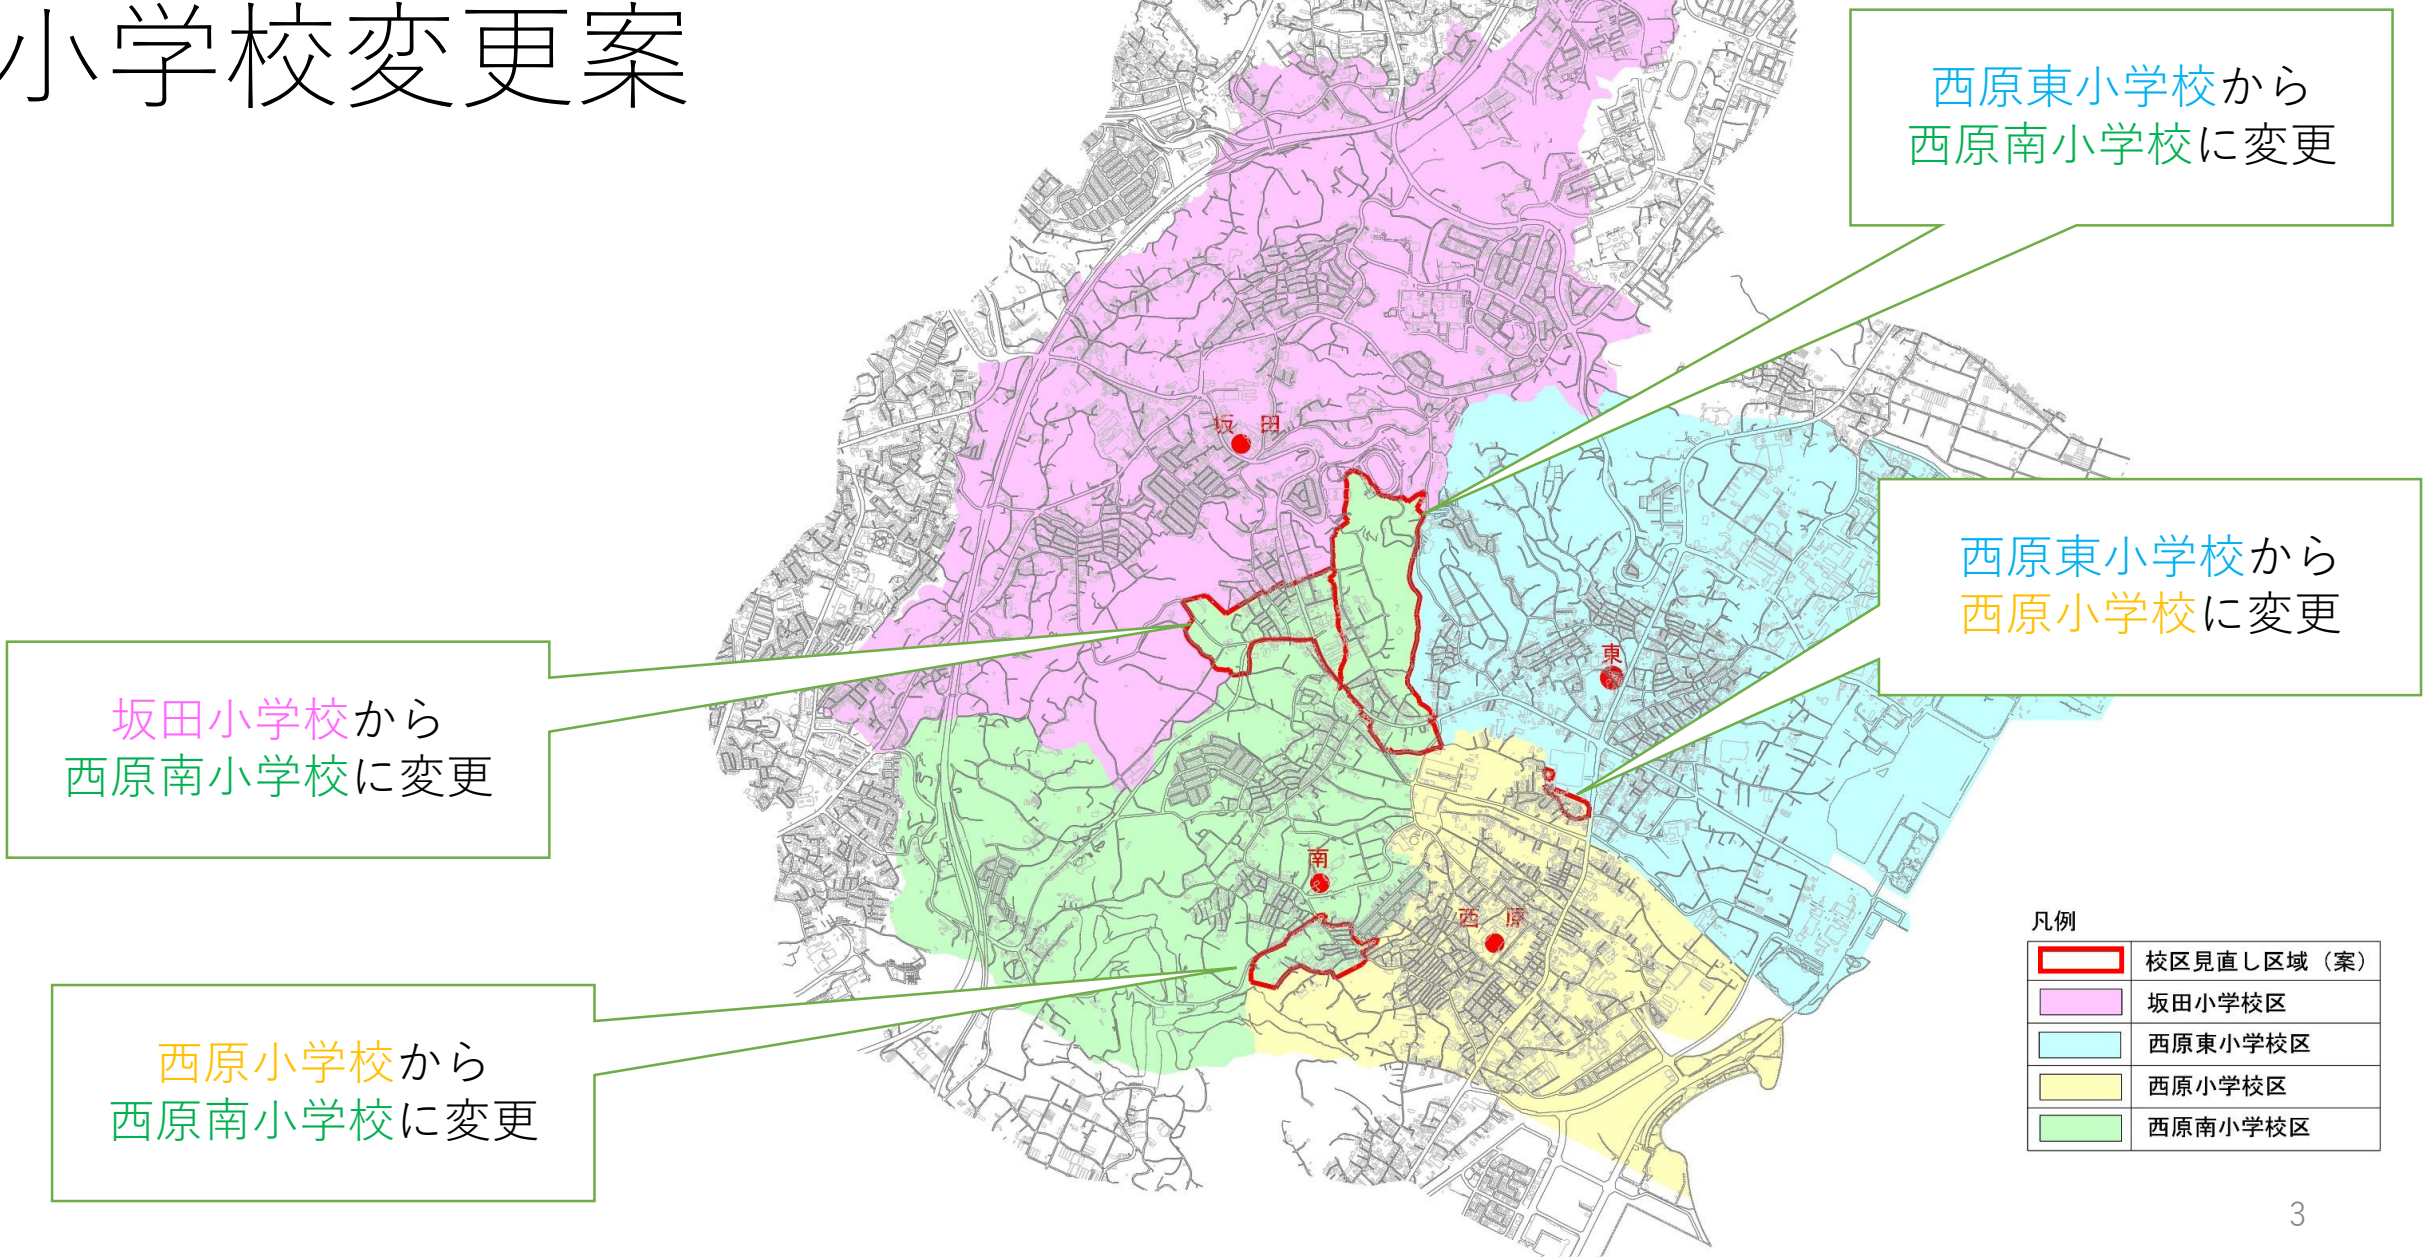 小学校変更案
西原東小学校から
西原南小学校に変更
西原東小学校から
西原小学校に変更
坂田小学校から
西原南小学校に変更
西原小学校から
西原南小学校に変更
坂田
東
南
西原
凡例
校区見直し区域（案）
坂田小学校区
西原東小学校区
西原小学校区
西原南小学校区
3